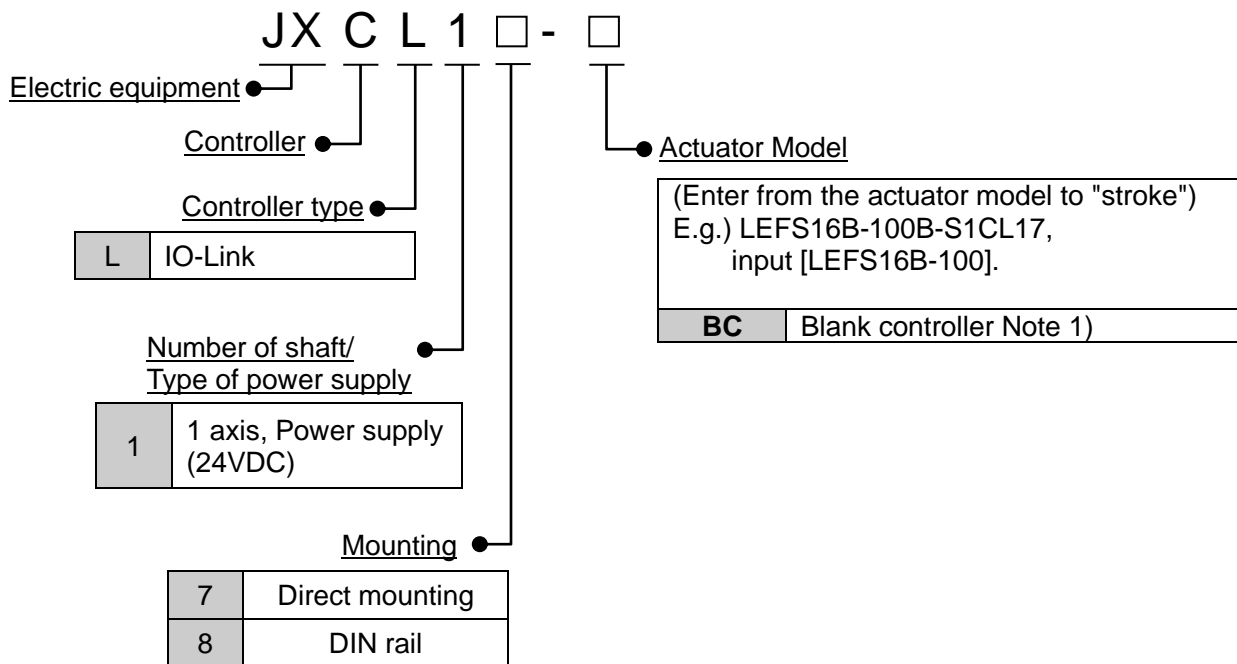 JX C L 1 □ - □
Electric equipment
Controller
Actuator Model
(Enter from the actuator model to "stroke")
E.g.) LEFS16B-100B-S1CL17,
input [LEFS16B-100].
BC Blank controller Note 1)
Controller type
L IO-Link
Number of shaft/
Type of power supply
1 1 axis, Power supply
(24VDC)
Mounting
7 Direct mounting
8 DIN rail